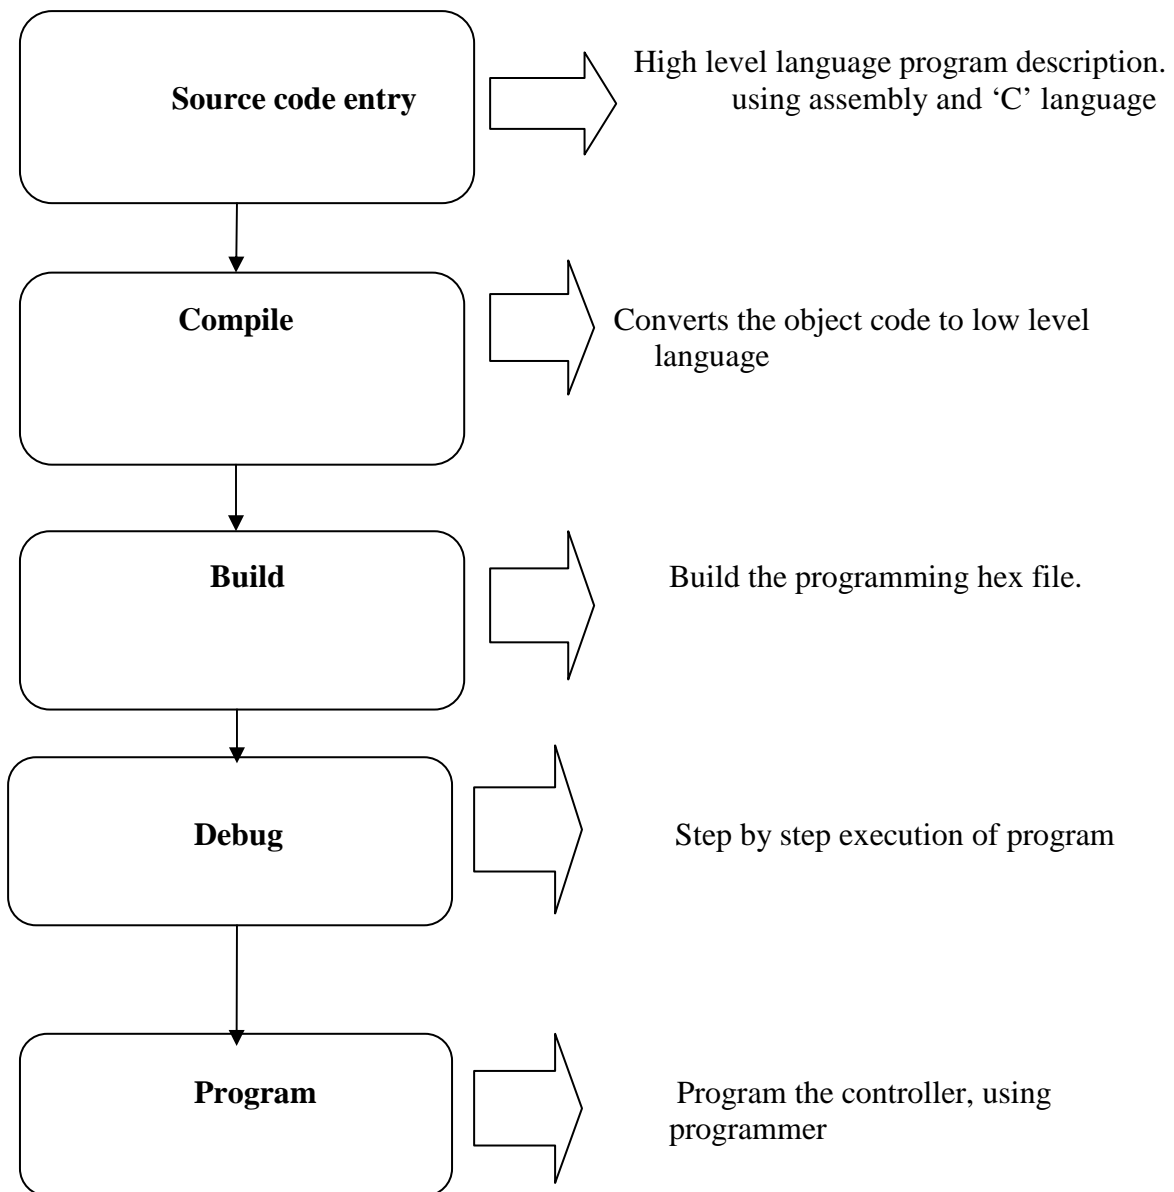 Source code entry
High level language program description.
using assembly and ‘C’ language
Compile
Converts the object code to low level
language
Build
Build the programming hex file.
Debug
Step by step execution of program
Program
Program the controller, using
programmer